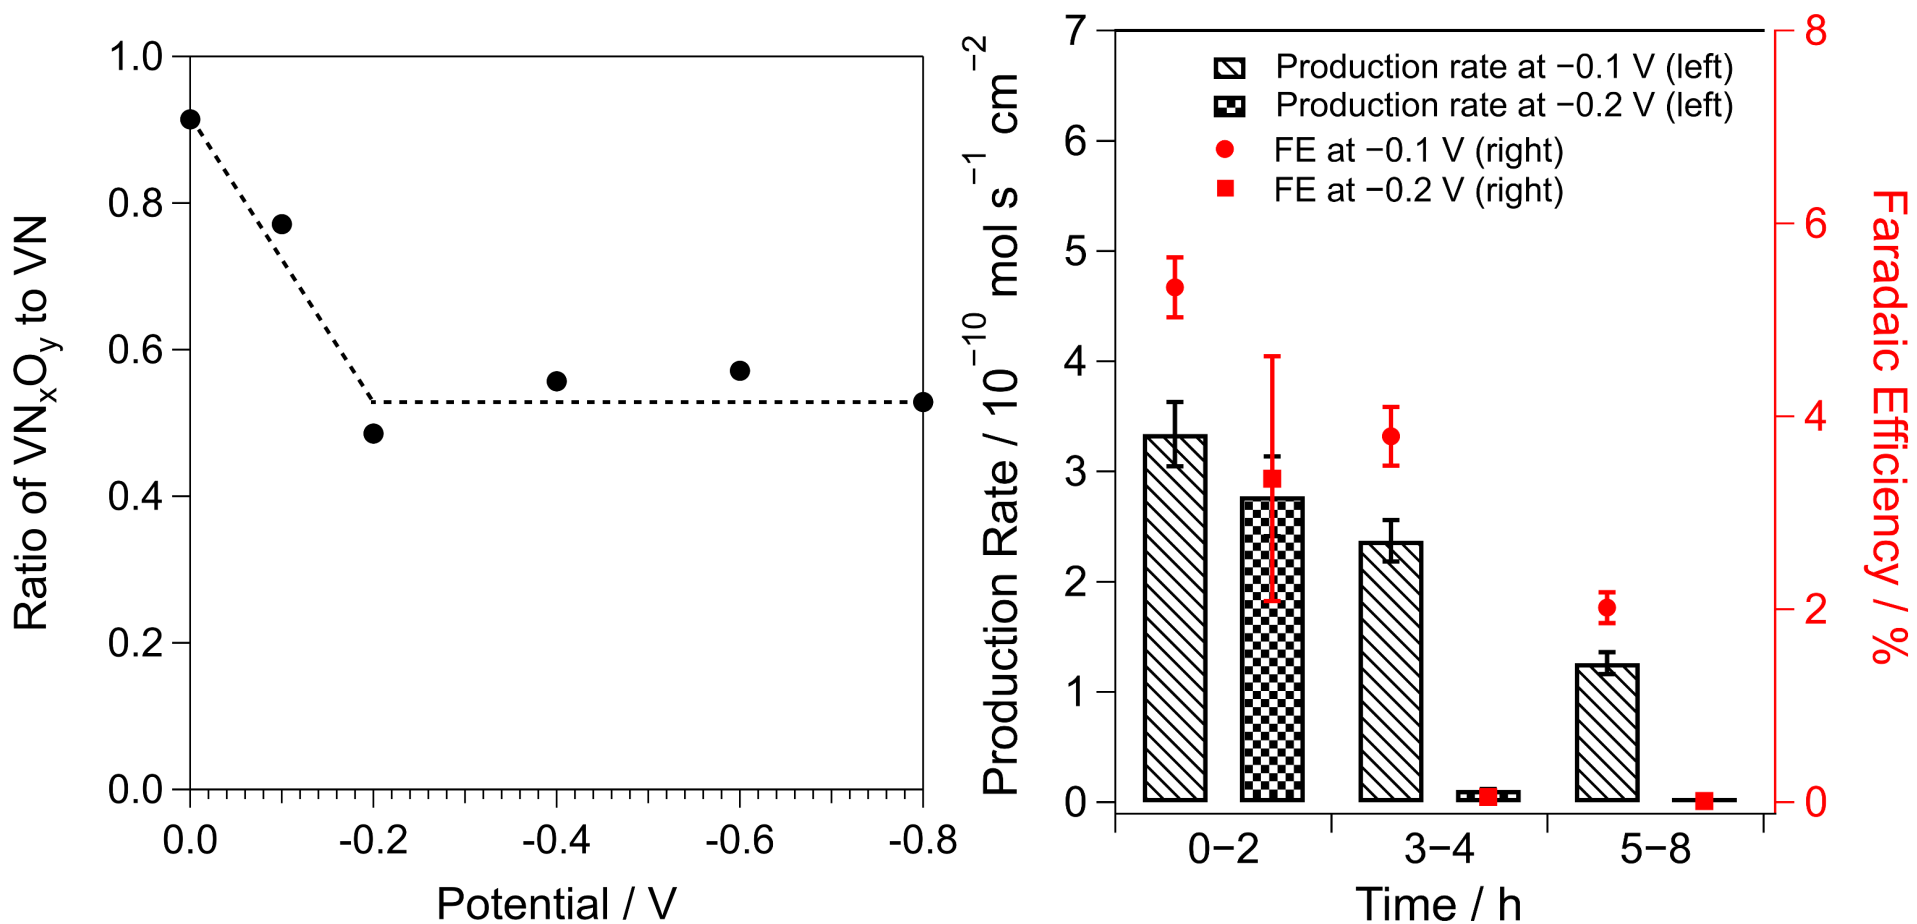 Ratio of VNxOy to VN
1.0
0.8
0.6
0.4
0.2
0.0
0.0 -0.2 -0.4 -0.6 -0.8
Potential / V
Production Rate / 10−10 mol s−1 cm−2
7
6
5
4
3
2
1
0
Production rate at −0.1 V (left)
Production rate at −0.2 V (left)
FE at −0.1 V (right)
FE at −0.2 V (right)
8
6
4
2
0
Faradaic Efficiency / %
0−2 3−4 5−8
Time / h